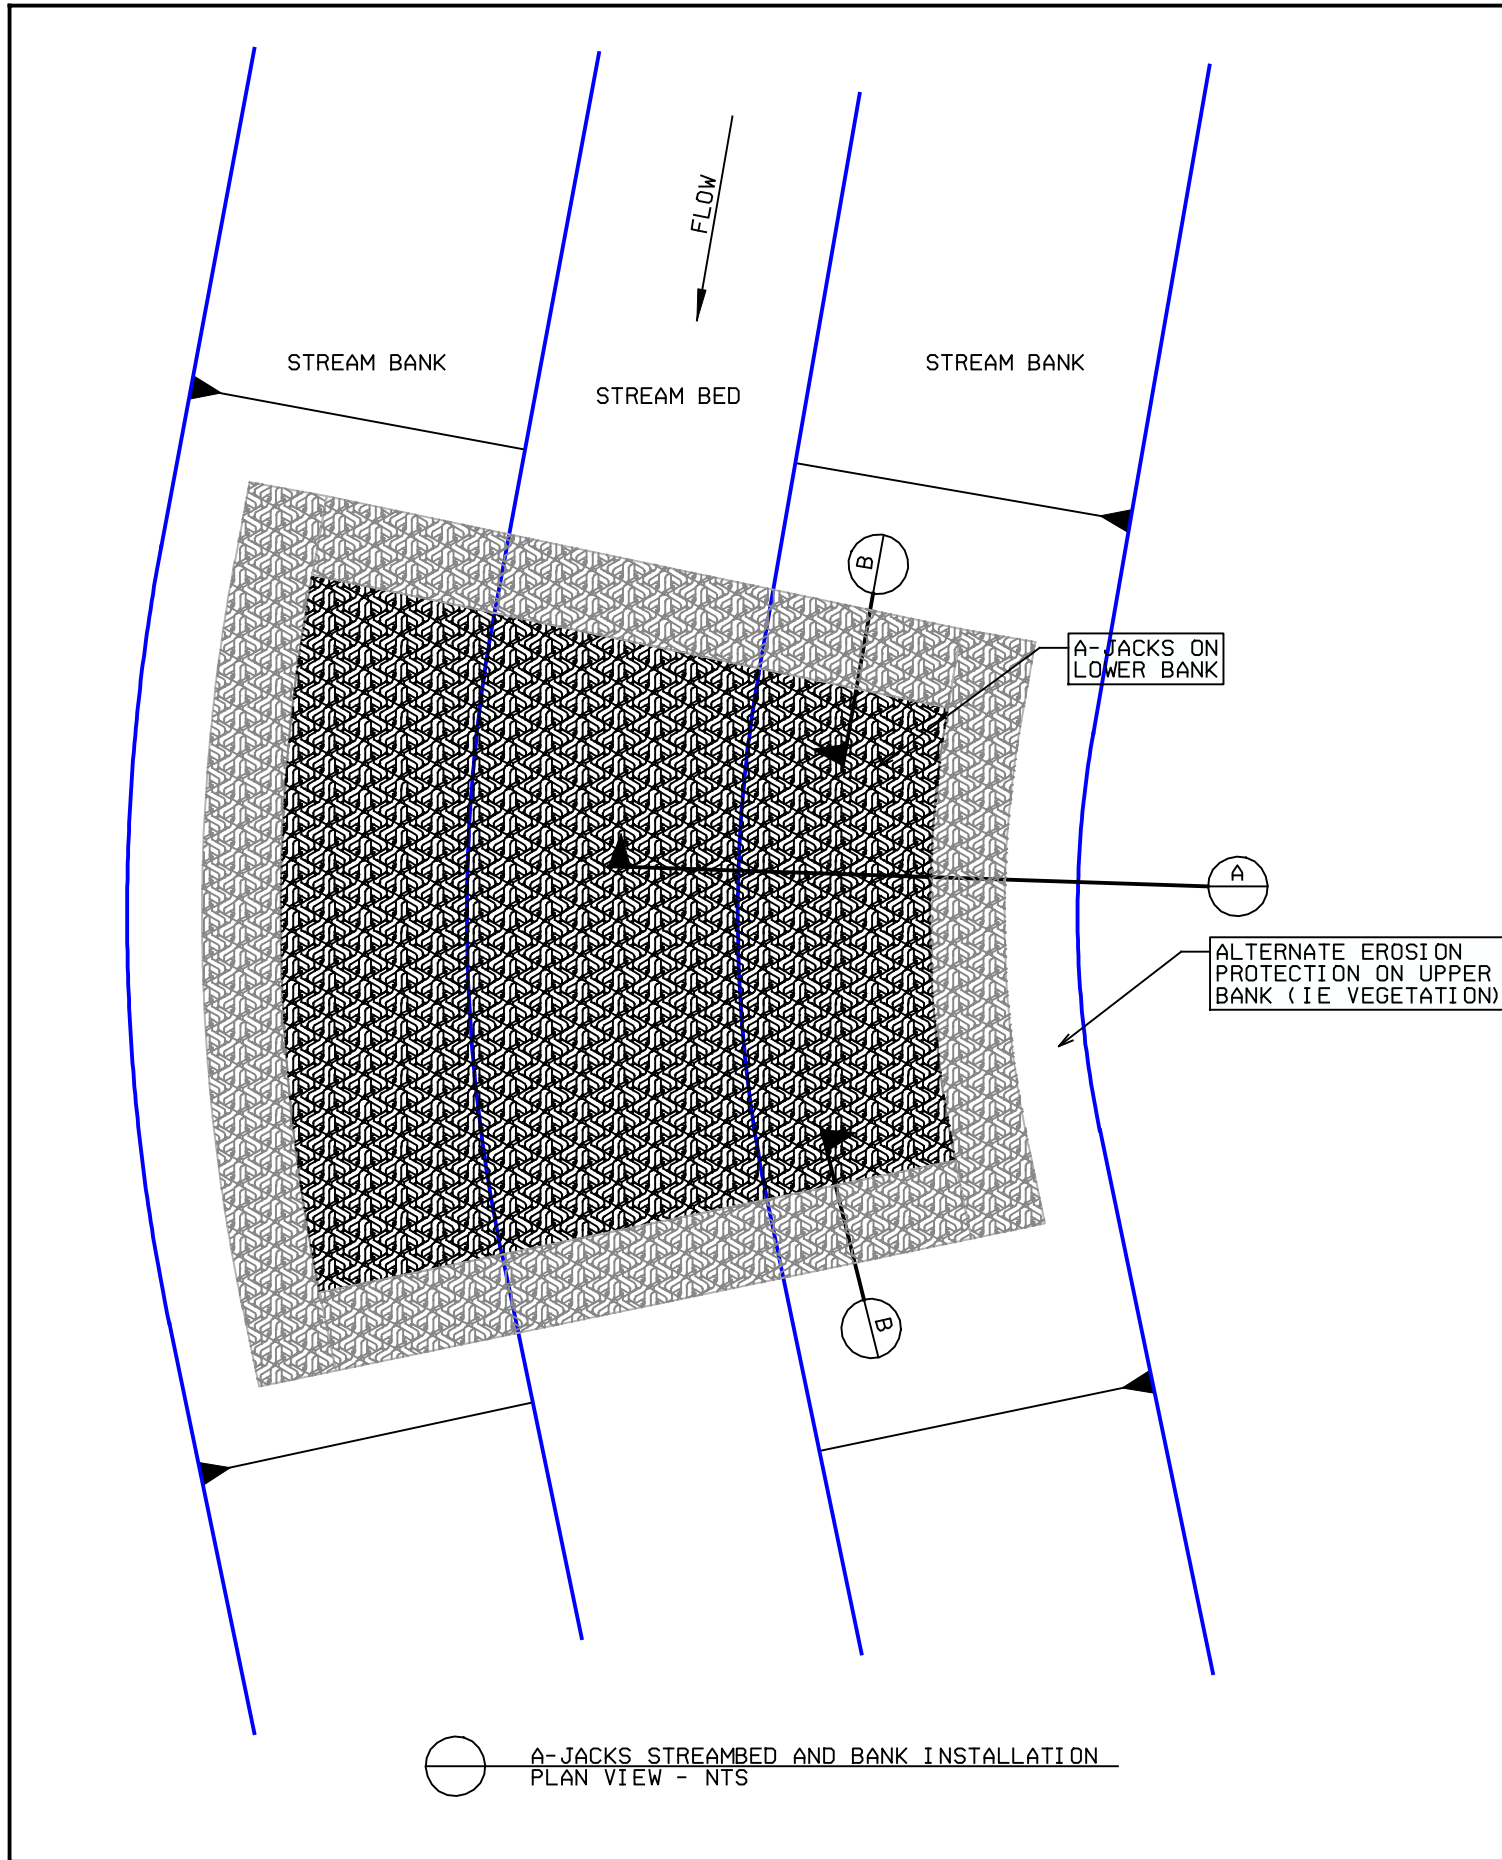 FLOW
STREAM BANK
STREAM BANK
STREAM BED
B
A-JACKS ON
LOWER BANK
A
ALTERNATE EROSION
PROTECTION ON UPPER
BANK (IE VEGETATION)
B
A-JACKS STREAMBED AND BANK INSTALLATION
PLAN VIEW - NTS